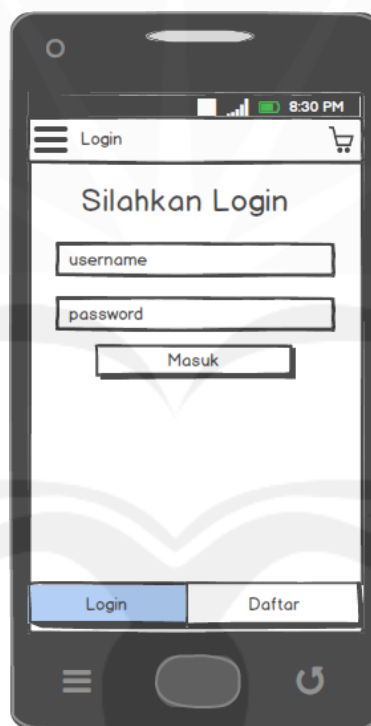 8:30 PM
Login
Silahkan Login
username
password
Masuk
Login Daftar